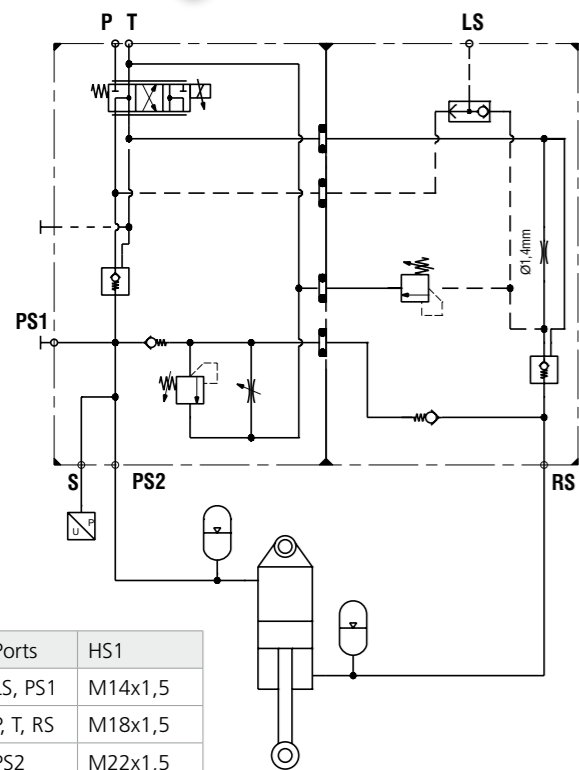 P T LS
Ø1,4mm
PS1
S PS2 RS
U P
Ports HS1
LS, PS1 M14x1,5
P, T, RS M18x1,5
PS2 M22x1,5